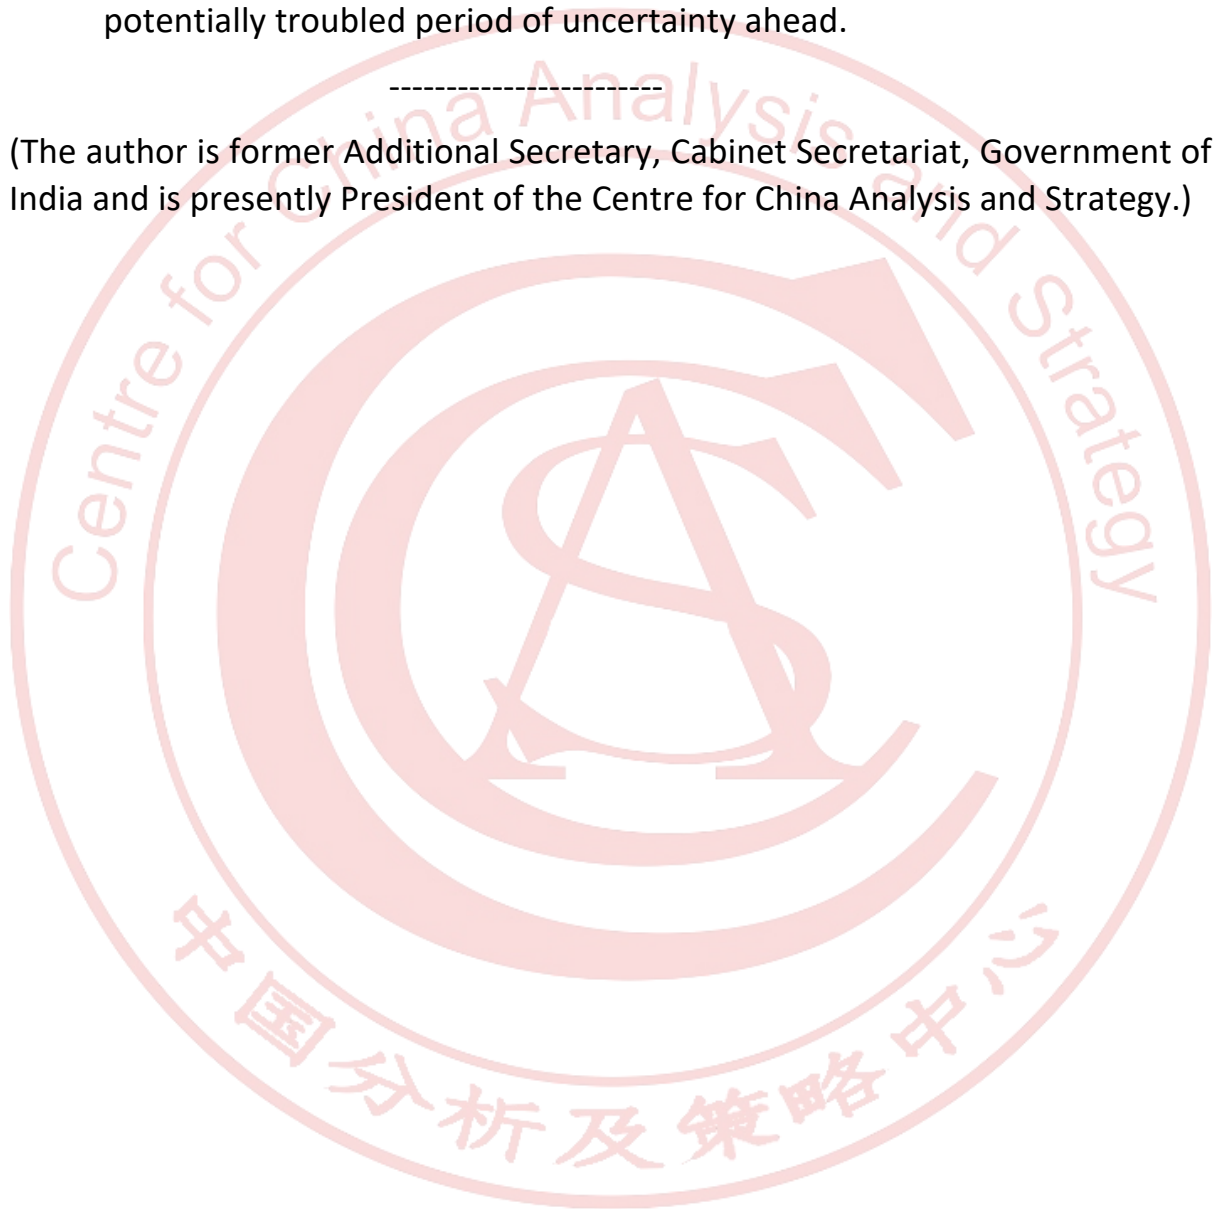 potentially troubled period of uncertainty ahead.
------------------------
(The author is former Additional Secretary, Cabinet Secretariat, Government of
India and is presently President of the Centre for China Analysis and Strategy.)
Centre for China Analysis and Strategy
CCAS
中国分析及策略中心